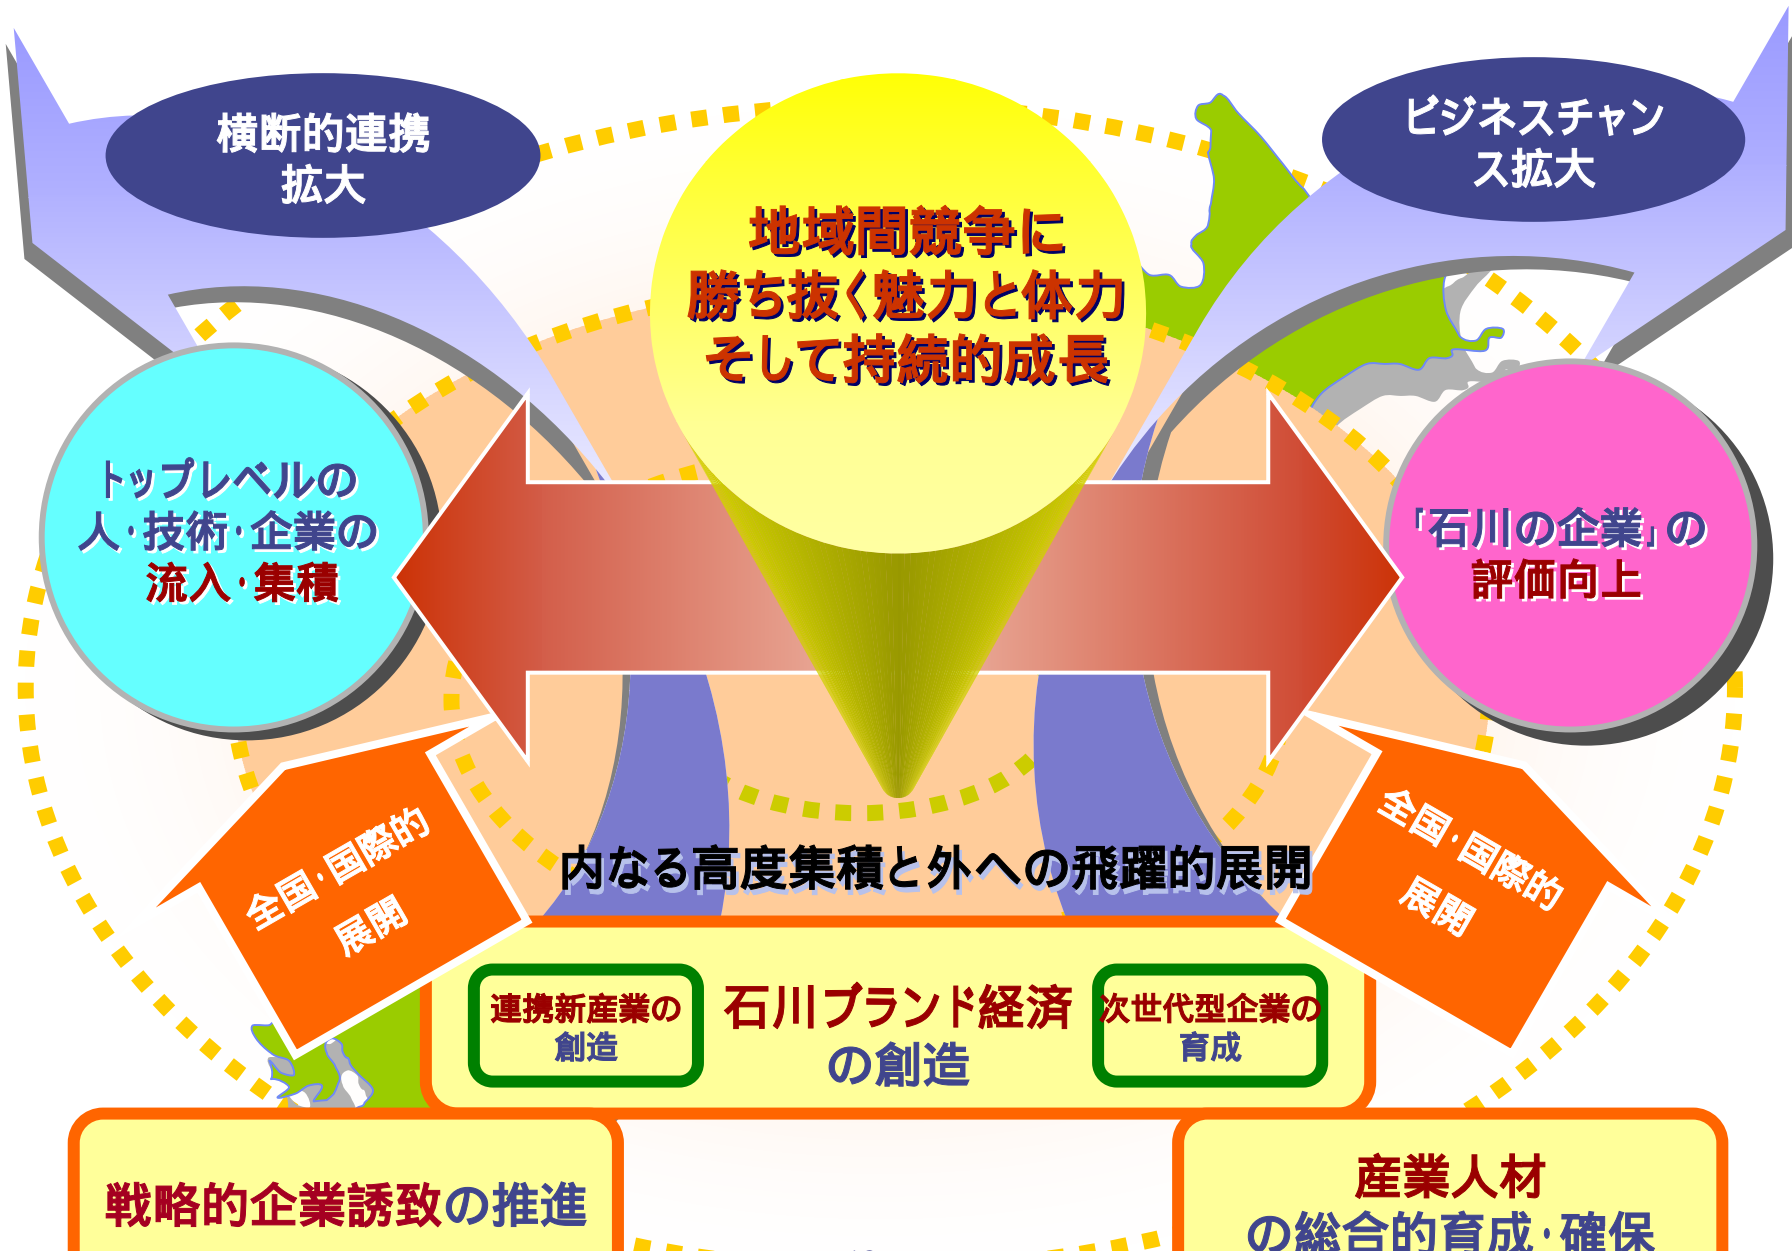 横断的連携
拡大
ビジネスチャン
ス拡大
地域間競争に
勝ち抜く魅力と体力
そして持続的成長
トップレベルの
人・技術・企業の
流入・集積
「石川の企業」の
評価向上
全国・国際的
展開
全国・国際的
展開
内なる高度集積と外への飛躍的展開
連携新産業の
創造
石川ブランド経済
の創造
次世代型企業の
育成
戦略的企業誘致の推進
産業人材
の総合的育成・確保